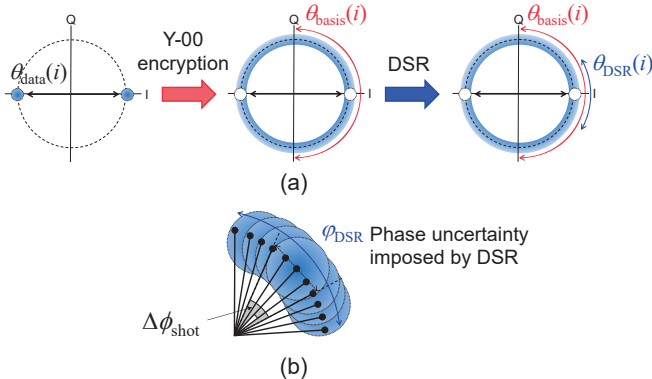 Q
θdata(i)
I
Y-00
encryption
Q
θbasis(i)
I
DSR
Q
θbasis(i)
θDSR(i)
I
(a)
φDSR Phase uncertainty
imposed by DSR
Δϕshot
(b)